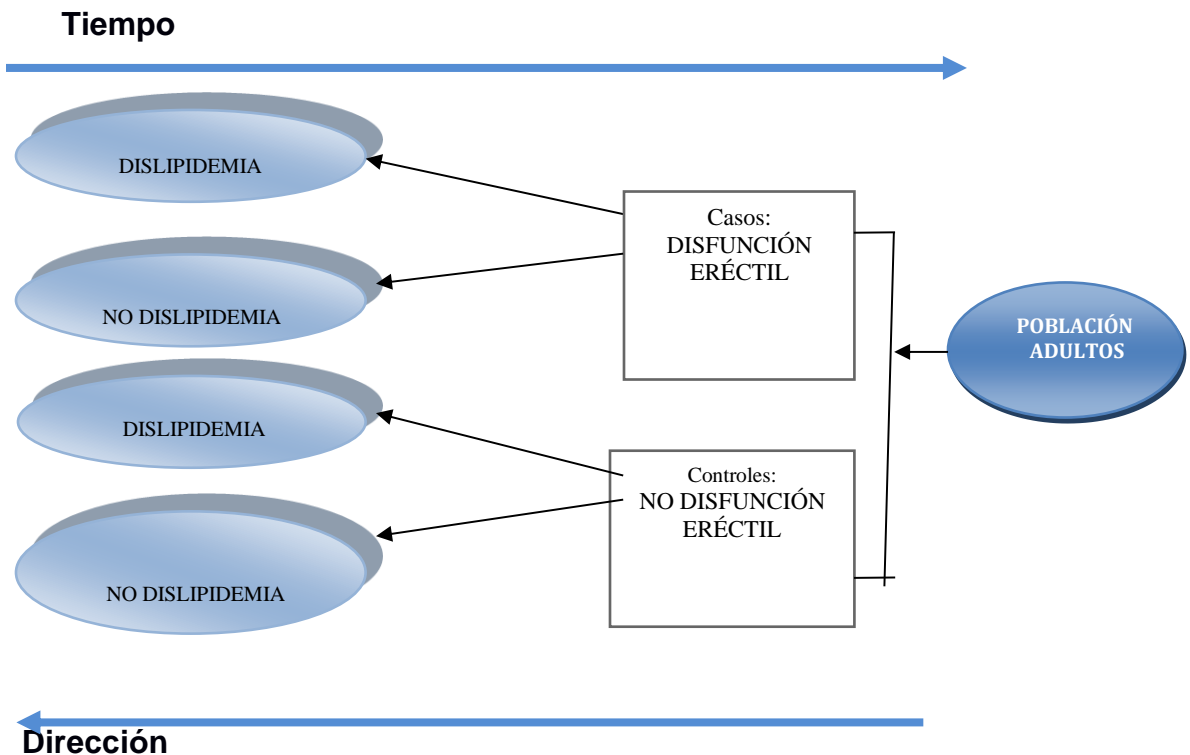 Tiempo
DISLIPIDEMIA
NO DISLIPIDEMIA
DISLIPIDEMIA
NO DISLIPIDEMIA
Casos:
DISFUNCIÓN
ERÉCTIL
Controles:
NO DISFUNCIÓN
ERÉCTIL
POBLACIÓN
ADULTOS
Dirección